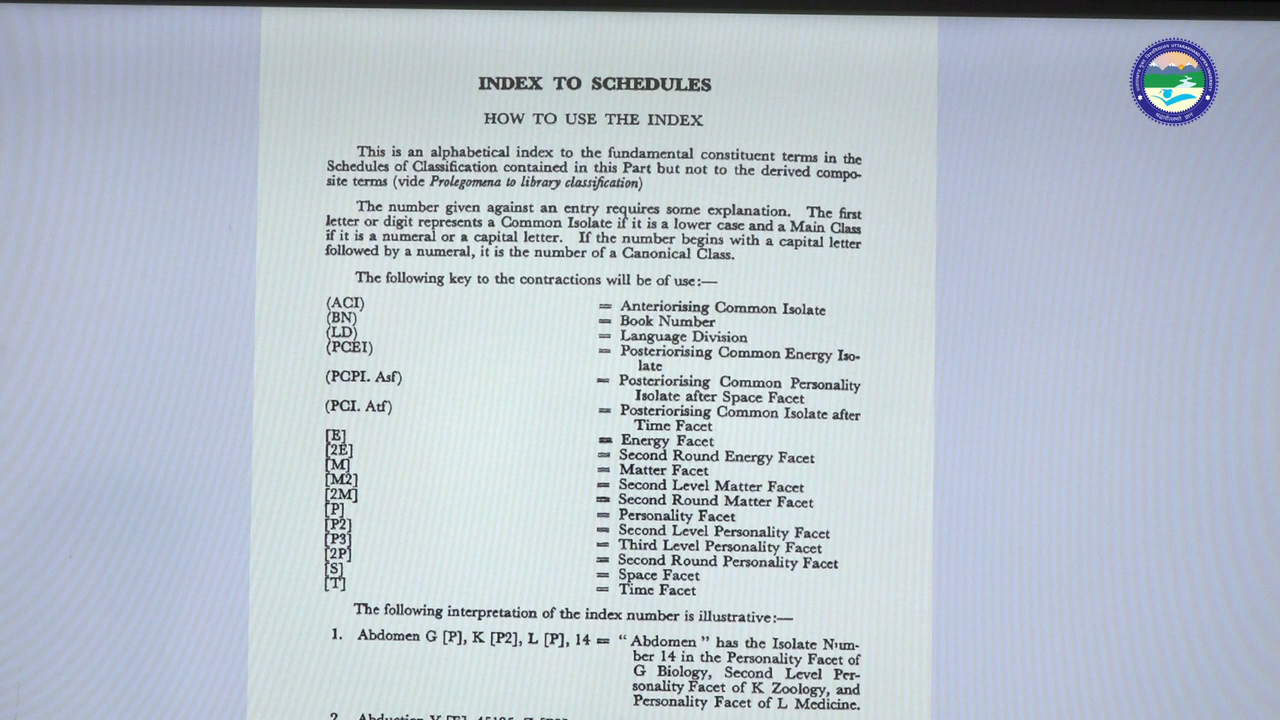 INDEX TO SCHEDULES
HOW TO USE THE INDEX
This is an alphabetical index to the fundamental constituent terms in the
Schedules of Classification contained in this Part but not to the derived compo-
site terms (vide Prolegomena to library classification)
The number given against an entry requires some explanation. The first
letter or digit represents a Common Isolate if it is a lower case and a Main Class
if it is a numeral or a capital letter. If the number begins with a capital letter
followed by a numeral, it is the number of a Canonical Class.
The following key to the contractions will be of use:—
(ACI) = Anteriorising Common Isolate
(BN) = Book Number
(LD) = Language Division
(PCEI) = Posteriorising Common Energy Iso-
late
(PCPI. Asf) = Posteriorising Common Personality
Isolate after Space Facet
(PCI. Atf) = Posteriorising Common Isolate after
Time Facet
[E] = Energy Facet
[2E] = Second Round Energy Facet
[M] = Matter Facet
[M2] = Second Level Matter Facet
[2M] = Second Round Matter Facet
[P] = Personality Facet
[P2] = Second Level Personality Facet
[P3] = Third Level Personality Facet
[2P] = Second Round Personality Facet
[S] = Space Facet
[T] = Time Facet
The following interpretation of the index number is illustrative:—
1. Abdomen G [P], K [P2], L [P], 14 = “ Abdomen ” has the Isolate Num-
ber 14 in the Personality Facet of
G Biology, Second Level Per-
sonality Facet of K Zoology, and
Personality Facet of L Medicine.
2. Abduction